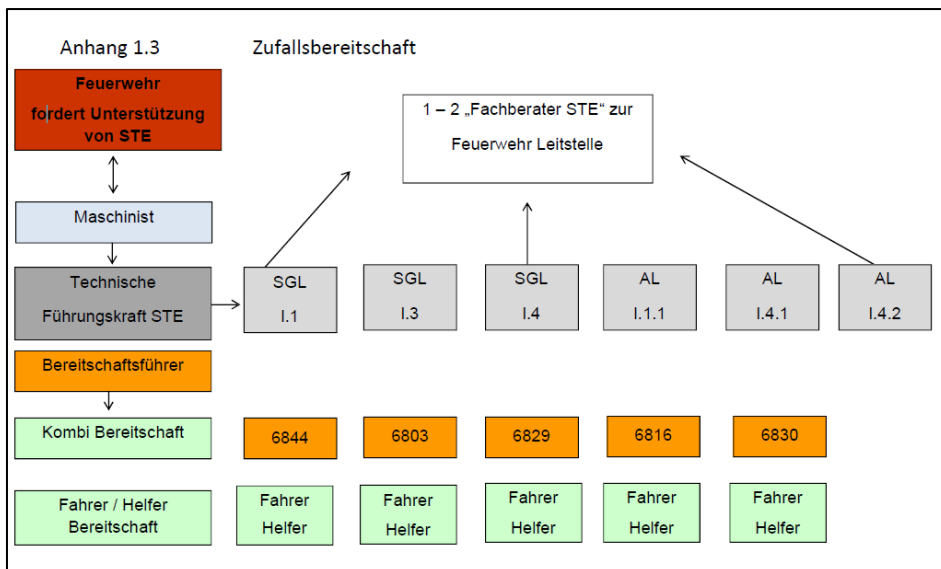 Anhang 1.3
Zufallsbereitschaft
Feuerwehr
fordert Unterstützung
von STE
1 – 2 „Fachberater STE“ zur
Feuerwehr Leitstelle
Maschinist
Technische
Führungskraft STE
SGL
I.1
SGL
I.3
SGL
I.4
AL
I.1.1
AL
I.4.1
AL
I.4.2
Bereitschaftsführer
Kombi Bereitschaft
6844
6803
6829
6816
6830
Fahrer / Helfer
Bereitschaft
Fahrer
Helfer
Fahrer
Helfer
Fahrer
Helfer
Fahrer
Helfer
Fahrer
Helfer